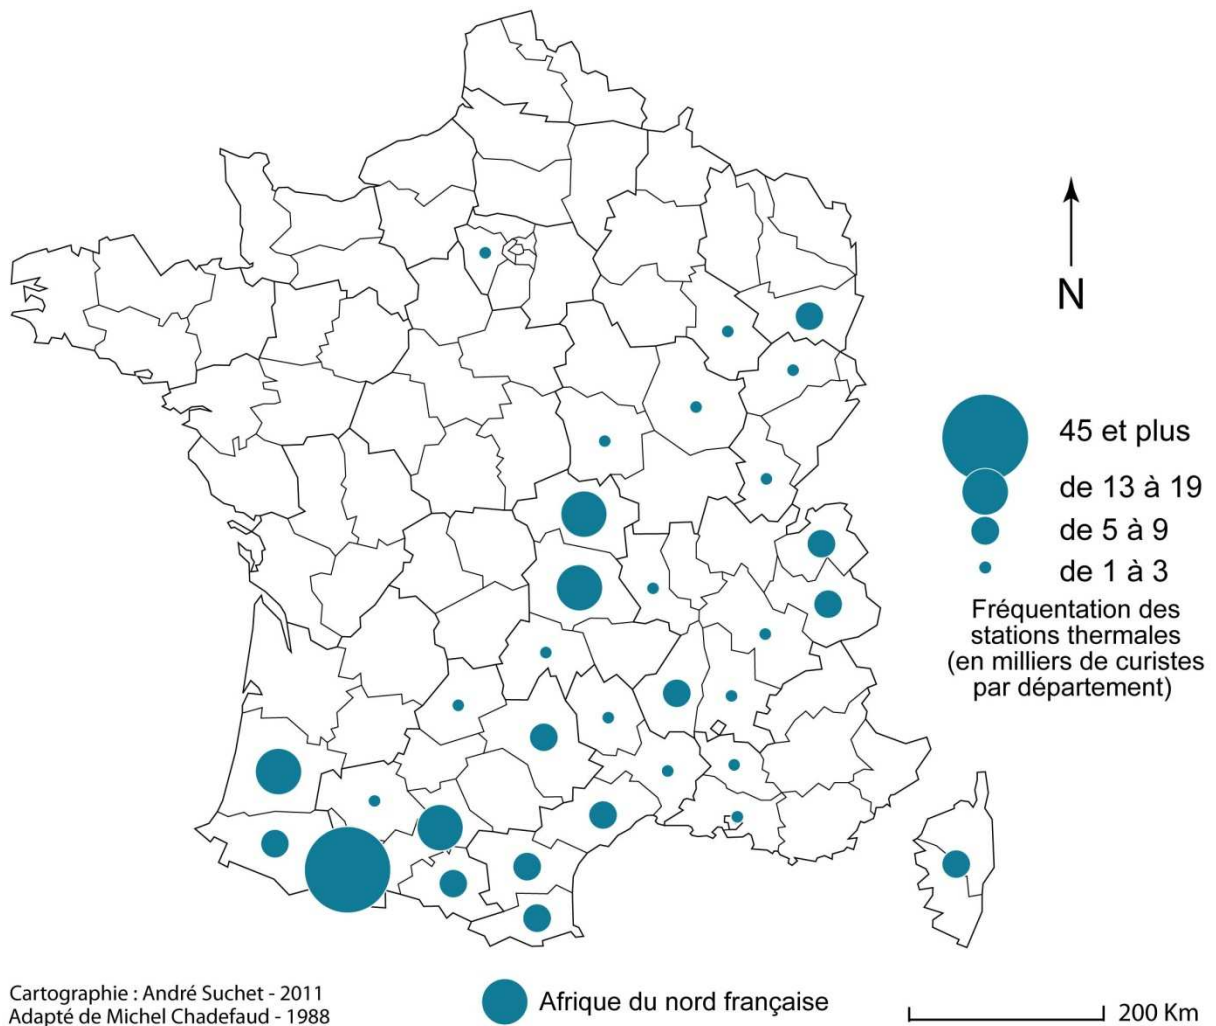 N
45 et plus
de 13 à 19
de 5 à 9
de 1 à 3
Fréquentation des
stations thermales
(en milliers de curistes
par département)
Cartographie : André Suchet - 2011
Adapté de Michel Chadefaud - 1988
Afrique du nord française
200 Km